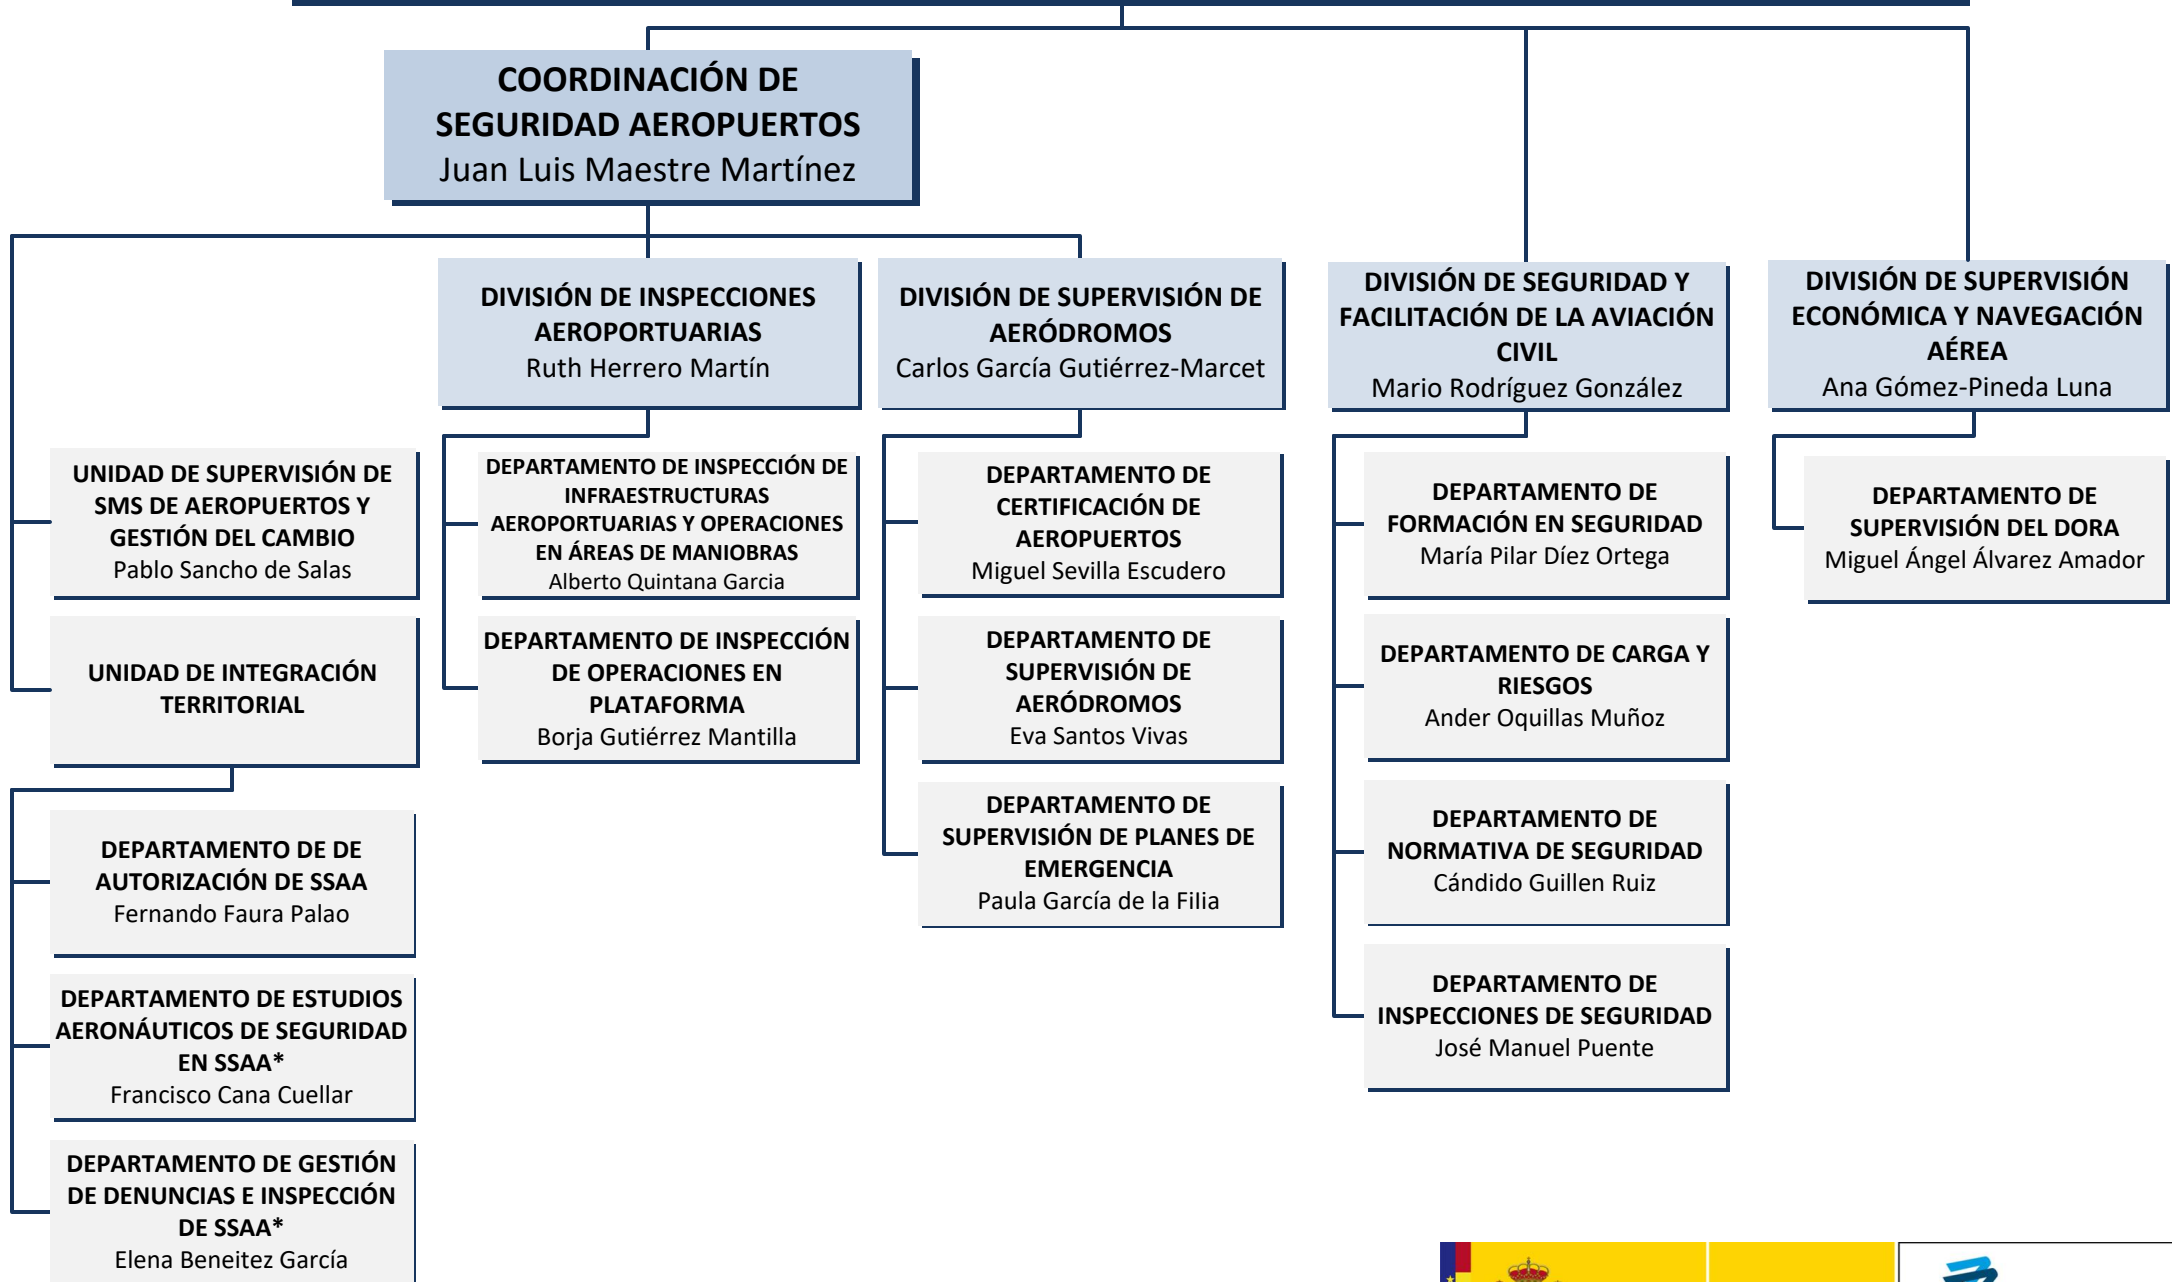 COORDINACIÓN DE
SEGURIDAD AEROPUERTOS
Juan Luis Maestre Martínez
DIVISIÓN DE INSPECCIONES
AEROPORTUARIAS
Ruth Herrero Martín
DIVISIÓN DE SUPERVISIÓN DE
AERÓDROMOS
Carlos García Gutiérrez-Marcet
DIVISIÓN DE SEGURIDAD Y
FACILITACIÓN DE LA AVIACIÓN
CIVIL
Mario Rodríguez González
DIVISIÓN DE SUPERVISIÓN
ECONÓMICA Y NAVEGACIÓN
AÉREA
Ana Gómez-Pineda Luna
UNIDAD DE SUPERVISIÓN DE
SMS DE AEROPUERTOS Y
GESTIÓN DEL CAMBIO
Pablo Sancho de Salas
UNIDAD DE INTEGRACIÓN
TERRITORIAL
DEPARTAMENTO DE DE
AUTORIZACIÓN DE SSAA
Fernando Faura Palao
DEPARTAMENTO DE ESTUDIOS
AERONÁUTICOS DE SEGURIDAD
EN SSAA*
Francisco Cana Cuellar
DEPARTAMENTO DE GESTIÓN
DE DENUNCIAS E INSPECCIÓN
DE SSAA*
Elena Beneitez García
DEPARTAMENTO DE INSPECCIÓN DE
INFRAESTRUCTURAS
AEROPORTUARIAS Y OPERACIONES
EN ÁREAS DE MANIOBRAS
Alberto Quintana Garcia
DEPARTAMENTO DE INSPECCIÓN
DE OPERACIONES EN
PLATAFORMA
Borja Gutiérrez Mantilla
DEPARTAMENTO DE
CERTIFICACIÓN DE
AEROPUERTOS
Miguel Sevilla Escudero
DEPARTAMENTO DE
SUPERVISIÓN DE
AERÓDROMOS
Eva Santos Vivas
DEPARTAMENTO DE
SUPERVISIÓN DE PLANES DE
EMERGENCIA
Paula García de la Filia
DEPARTAMENTO DE
FORMACIÓN EN SEGURIDAD
María Pilar Díez Ortega
DEPARTAMENTO DE CARGA Y
RIESGOS
Ander Oquillas Muñoz
DEPARTAMENTO DE
NORMATIVA DE SEGURIDAD
Cándido Guillen Ruiz
DEPARTAMENTO DE
INSPECCIONES DE SEGURIDAD
José Manuel Puente
DEPARTAMENTO DE
SUPERVISIÓN DEL DORA
Miguel Ángel Álvarez Amador